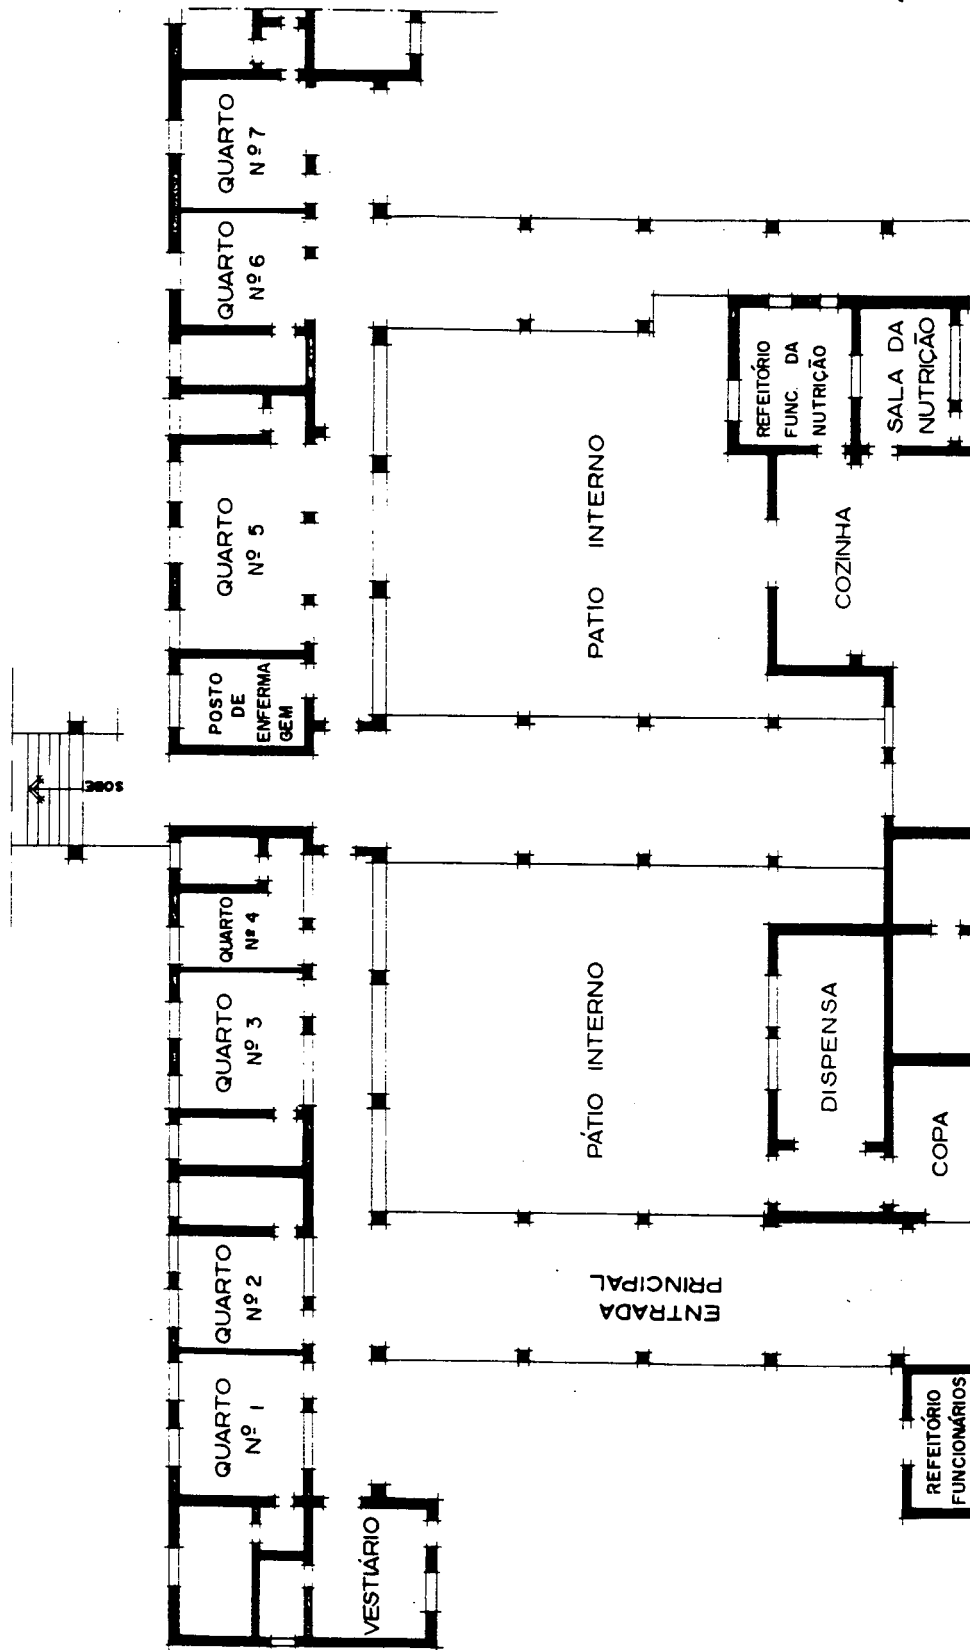 QUARTO
Nº 7
QUARTO
Nº 6
QUARTO
Nº 5
POSTO
DE
ENFERMA
GEM
SOBE
QUARTO
Nº 4
QUARTO
Nº 3
QUARTO
Nº 2
QUARTO
Nº 1
VESTIÁRIO
PATIO INTERNO
PÁTIO INTERNO
ENTRADA
PRINCIPAL
REFEITÓRIO
FUNC. DA
NUTRIÇÃO
SALA DA
NUTRIÇÃO
COZINHA
DISPENSA
COPA
REFEITÓRIO
FUNCIONÁRIOS